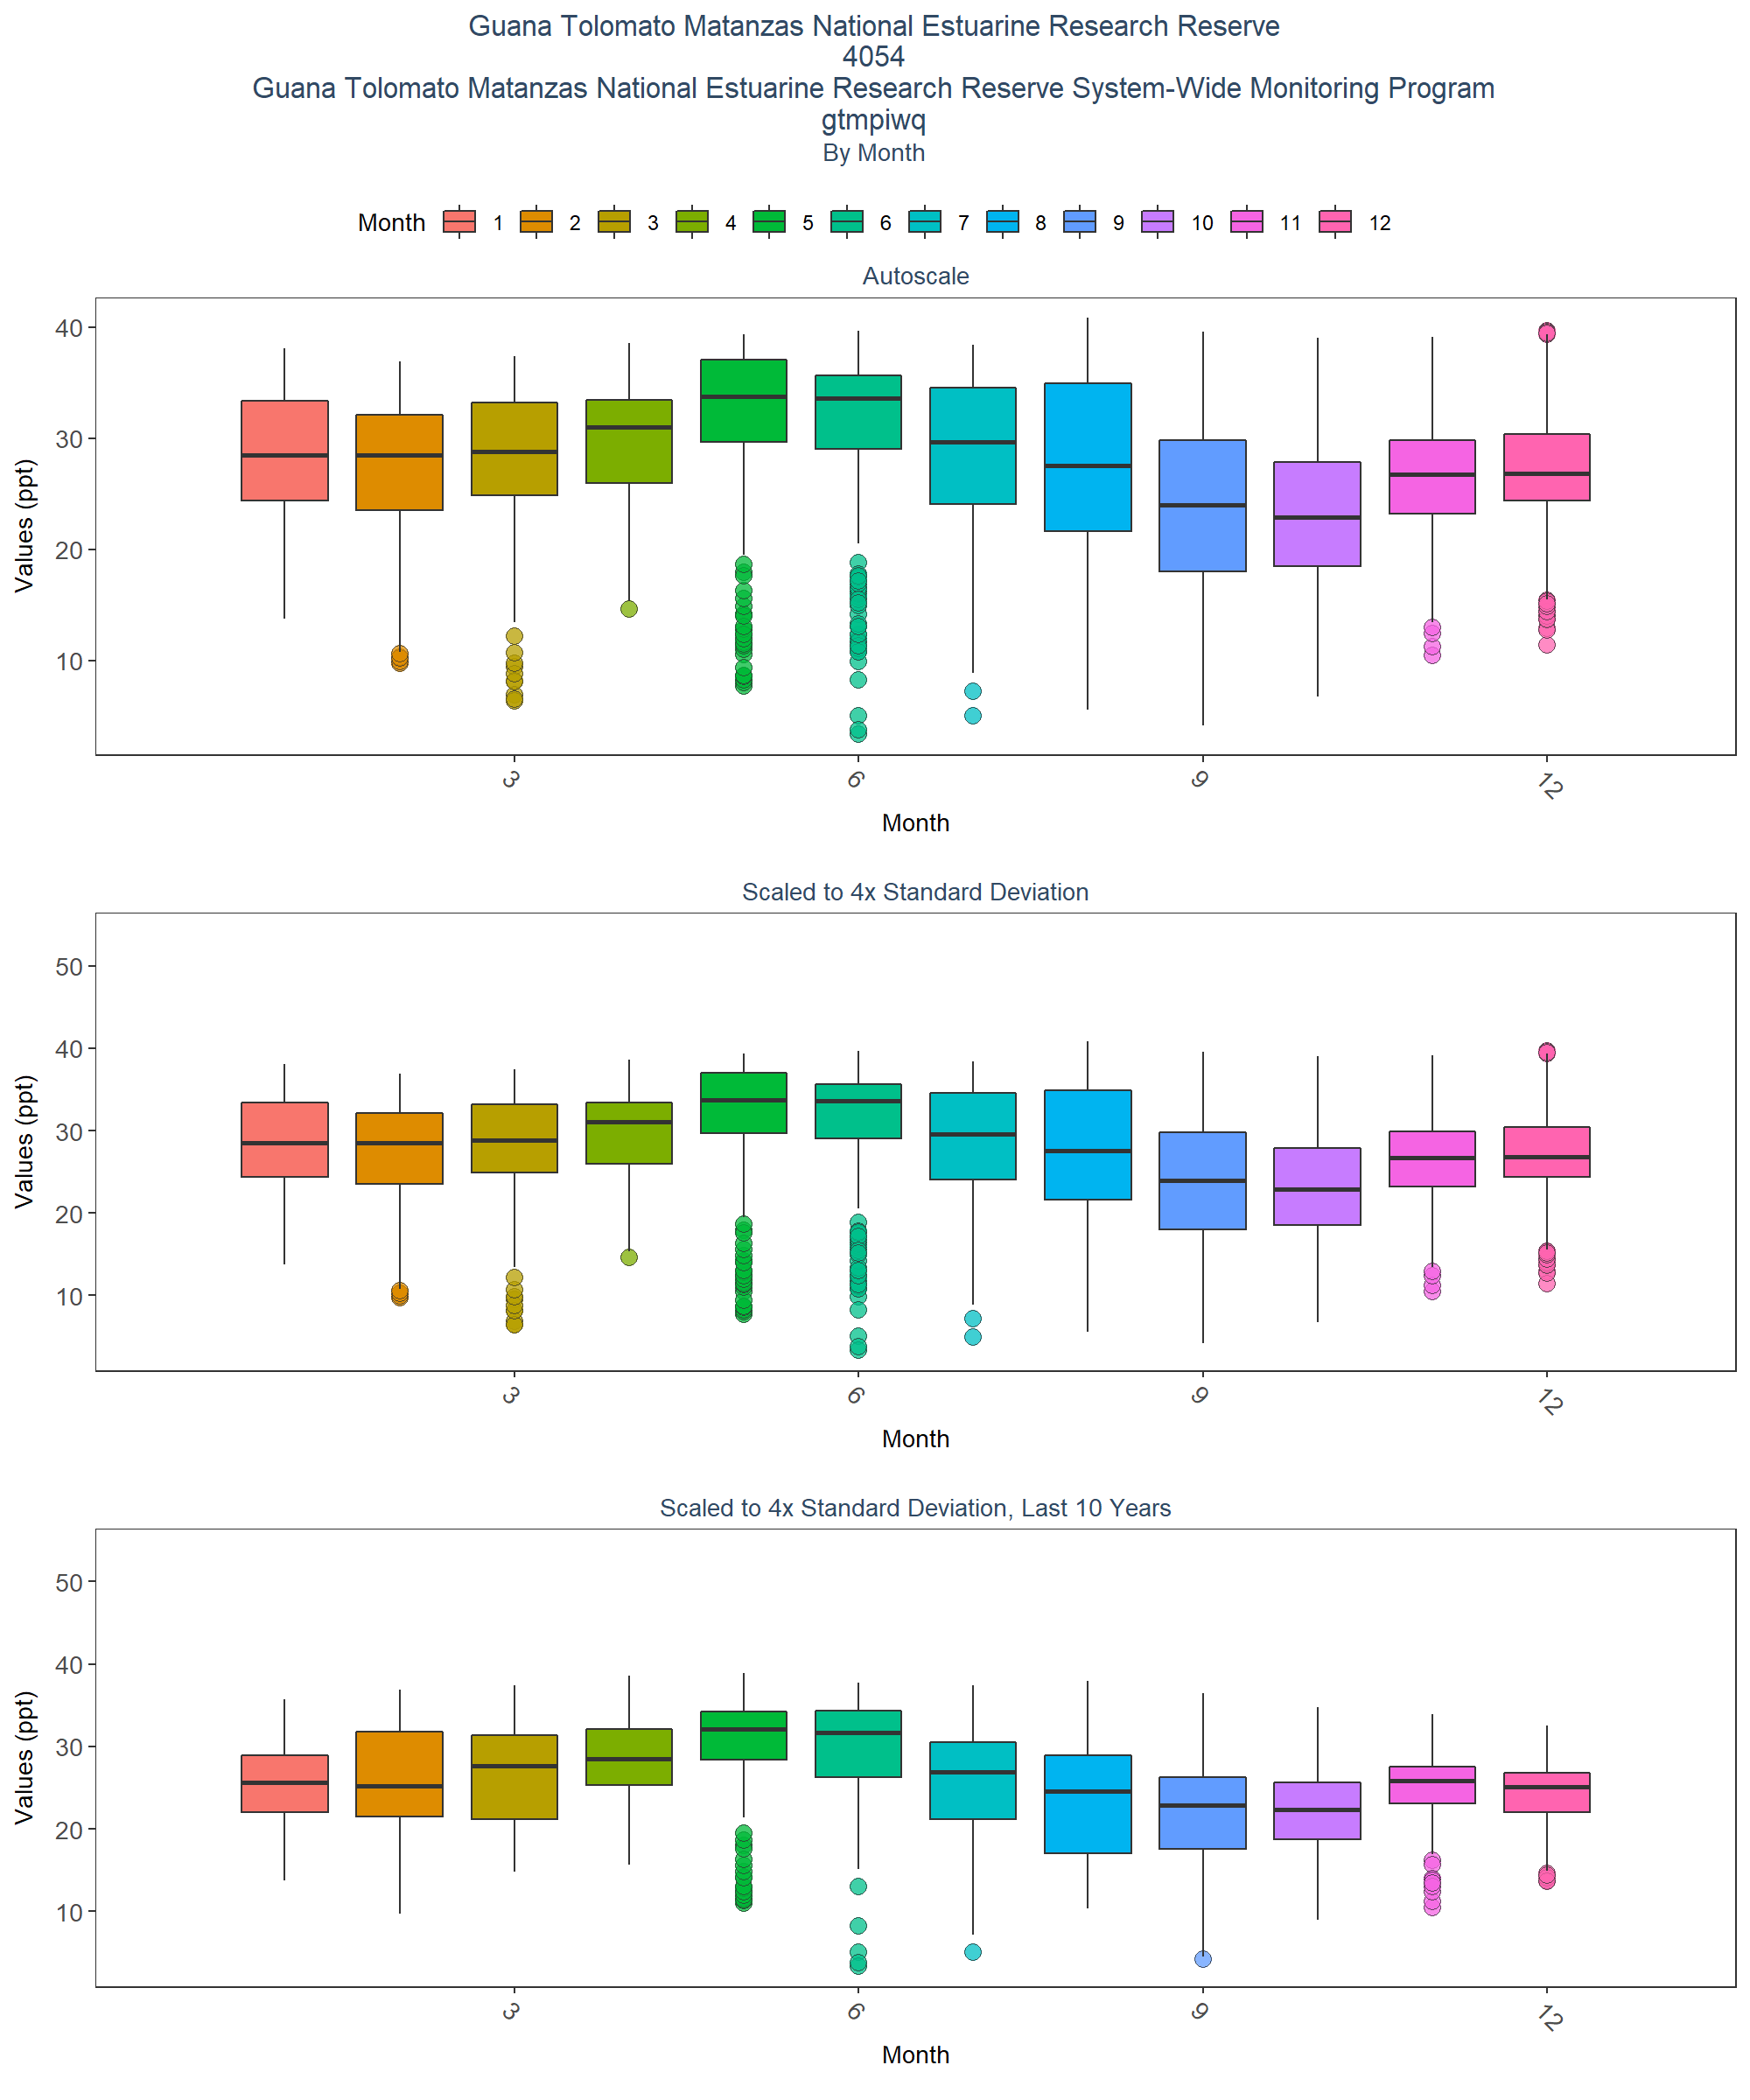 Guana Tolomato Matanzas National Estuarine Research Reserve
4054
Guana Tolomato Matanzas National Estuarine Research Reserve System-Wide Monitoring Program
gtmpiwq
By Month
Month 1 2 3 4 5 6 7 8 9 10 11 12
Autoscale
Values (ppt)
40
30
20
10
3 6 9 12
Month
Scaled to 4x Standard Deviation
Values (ppt)
50
40
30
20
10
3 6 9 12
Month
Scaled to 4x Standard Deviation, Last 10 Years
Values (ppt)
50
40
30
20
10
3 6 9 12
Month